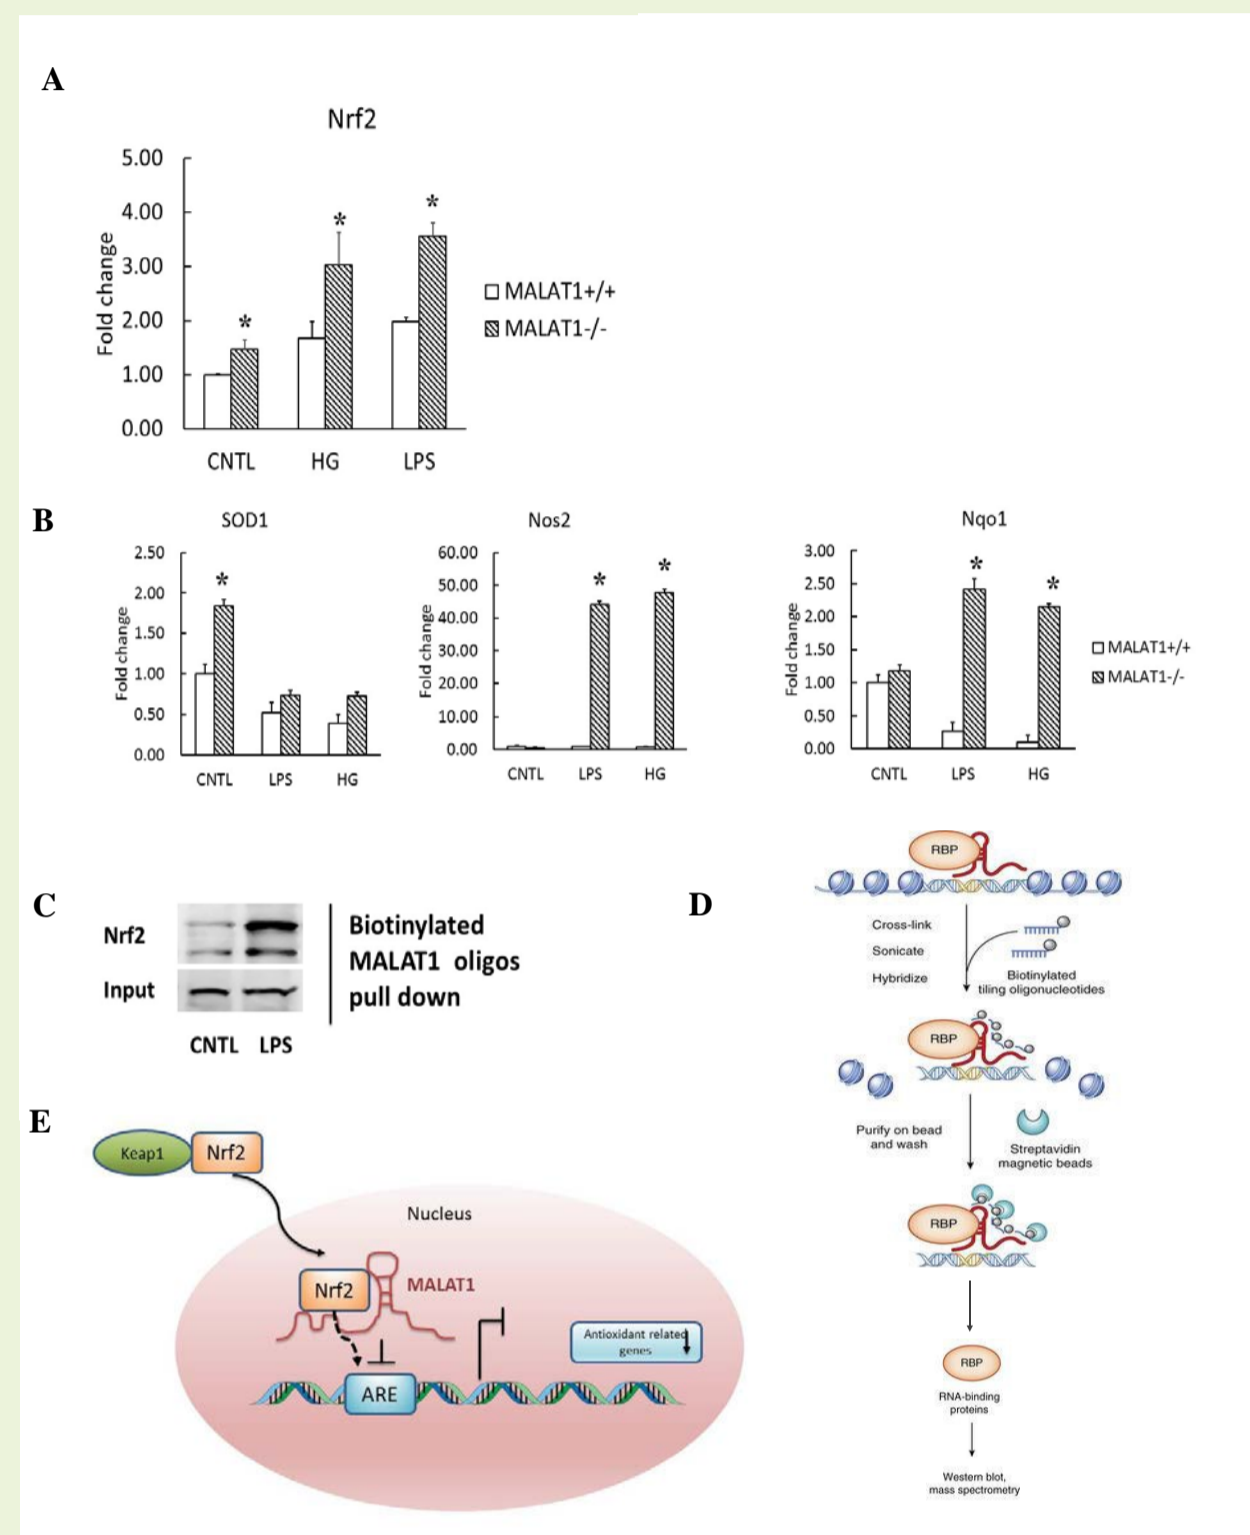 A
Nrf2
5.00
4.00
3.00
2.00
1.00
0.00
Fold change
*
*
*
CNTL
HG
LPS
MALAT1+/+
MALAT1-/-
B
SOD1
2.50
2.00
1.50
1.00
0.50
0.00
Fold change
*
CNTL
LPS
HG
Nos2
60.00
50.00
40.00
30.00
20.00
10.00
0.00
Fold change
*
*
CNTL
LPS
HG
Nqo1
3.00
2.50
2.00
1.50
1.00
0.50
0.00
Fold change
*
*
CNTL
LPS
HG
MALAT1+/+
MALAT1-/-
C
Nrf2
Input
CNTL LPS
Biotinylated
MALAT1 oligos
pull down
D
RBP
Cross-link
Sonicate
Hybridize
Biotinylated
tiling oligonucleotides
RBP
Purify on bead
and wash
Streptavidin
magnetic beads
RBP
RBP
RNA-binding
proteins
Western blot,
mass spectrometry
E
Keap1
Nrf2
Nucleus
Nrf2
MALAT1
Antioxidant related
genes
ARE